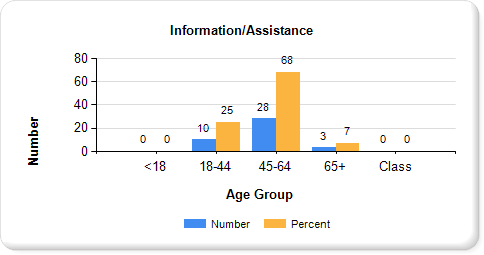 Information/Assistance
Number
80
60
40
20
0
0 0
10 25
28 68
3 7
0 0
<18 18-44 45-64 65+ Class
Age Group
Number Percent